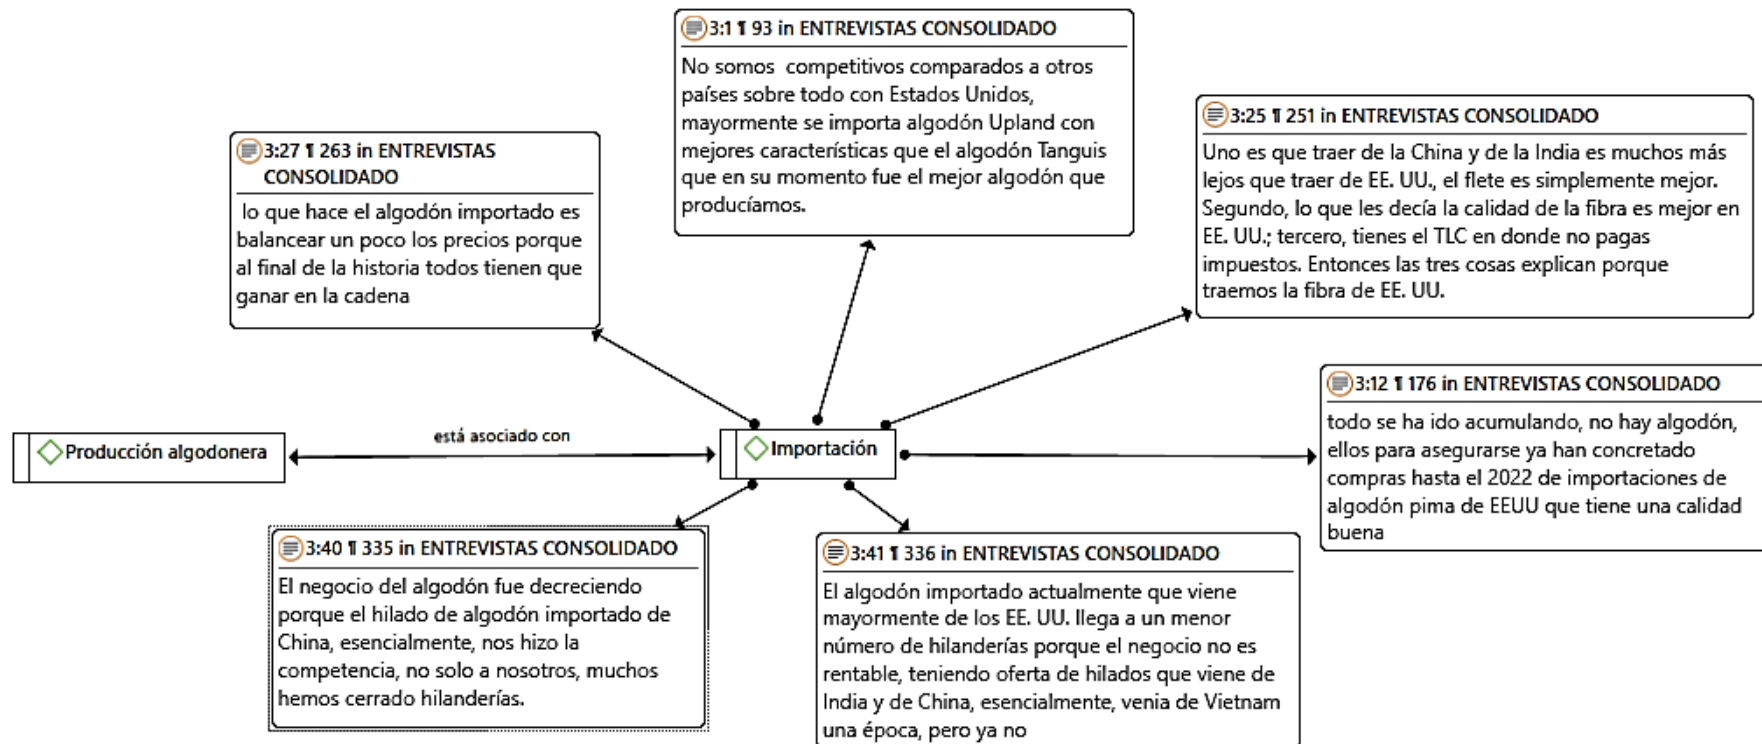 3:1 ¶ 93 in ENTREVISTAS CONSOLIDADO
No somos competitivos comparados a otros
países sobre todo con Estados Unidos,
mayormente se importa algodón Upland con
mejores características que el algodón Tanguis
que en su momento fue el mejor algodón que
producíamos.
3:25 ¶ 251 in ENTREVISTAS CONSOLIDADO
Uno es que traer de la China y de la India es muchos más
lejos que traer de EE. UU., el flete es simplemente mejor.
Segundo, lo que les decía la calidad de la fibra es mejor en
EE. UU.; tercero, tienes el TLC en donde no pagas
impuestos. Entonces las tres cosas explican porque
traemos la fibra de EE. UU.
3:27 ¶ 263 in ENTREVISTAS
CONSOLIDADO
lo que hace el algodón importado es
balancear un poco los precios porque
al final de la historia todos tienen que
ganar en la cadena
3:12 ¶ 176 in ENTREVISTAS CONSOLIDADO
todo se ha ido acumulando, no hay algodón,
ellos para asegurarse ya han concretado
compras hasta el 2022 de importaciones de
algodón pima de EEUU que tiene una calidad
buena
Producción algodonera
está asociado con
Importación
3:40 ¶ 335 in ENTREVISTAS CONSOLIDADO
El negocio del algodón fue decreciendo
porque el hilado de algodón importado de
China, esencialmente, nos hizo la
competencia, no solo a nosotros, muchos
hemos cerrado hilanderías.
3:41 ¶ 336 in ENTREVISTAS CONSOLIDADO
El algodón importado actualmente que viene
mayormente de los EE. UU. llega a un menor
número de hilanderías porque el negocio no es
rentable, teniendo oferta de hilados que viene de
India y de China, esencialmente, venia de Vietnam
una época, pero ya no